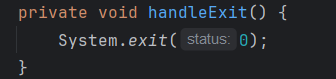 private void handleExit() {
    System.exit( status: 0);
}